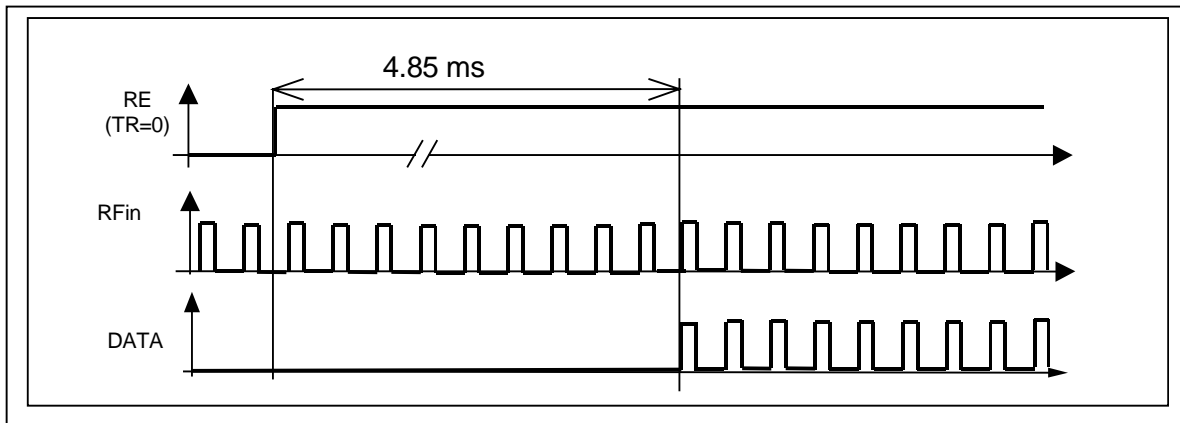 4.85 ms
RE
(TR=0)
RFin
DATA